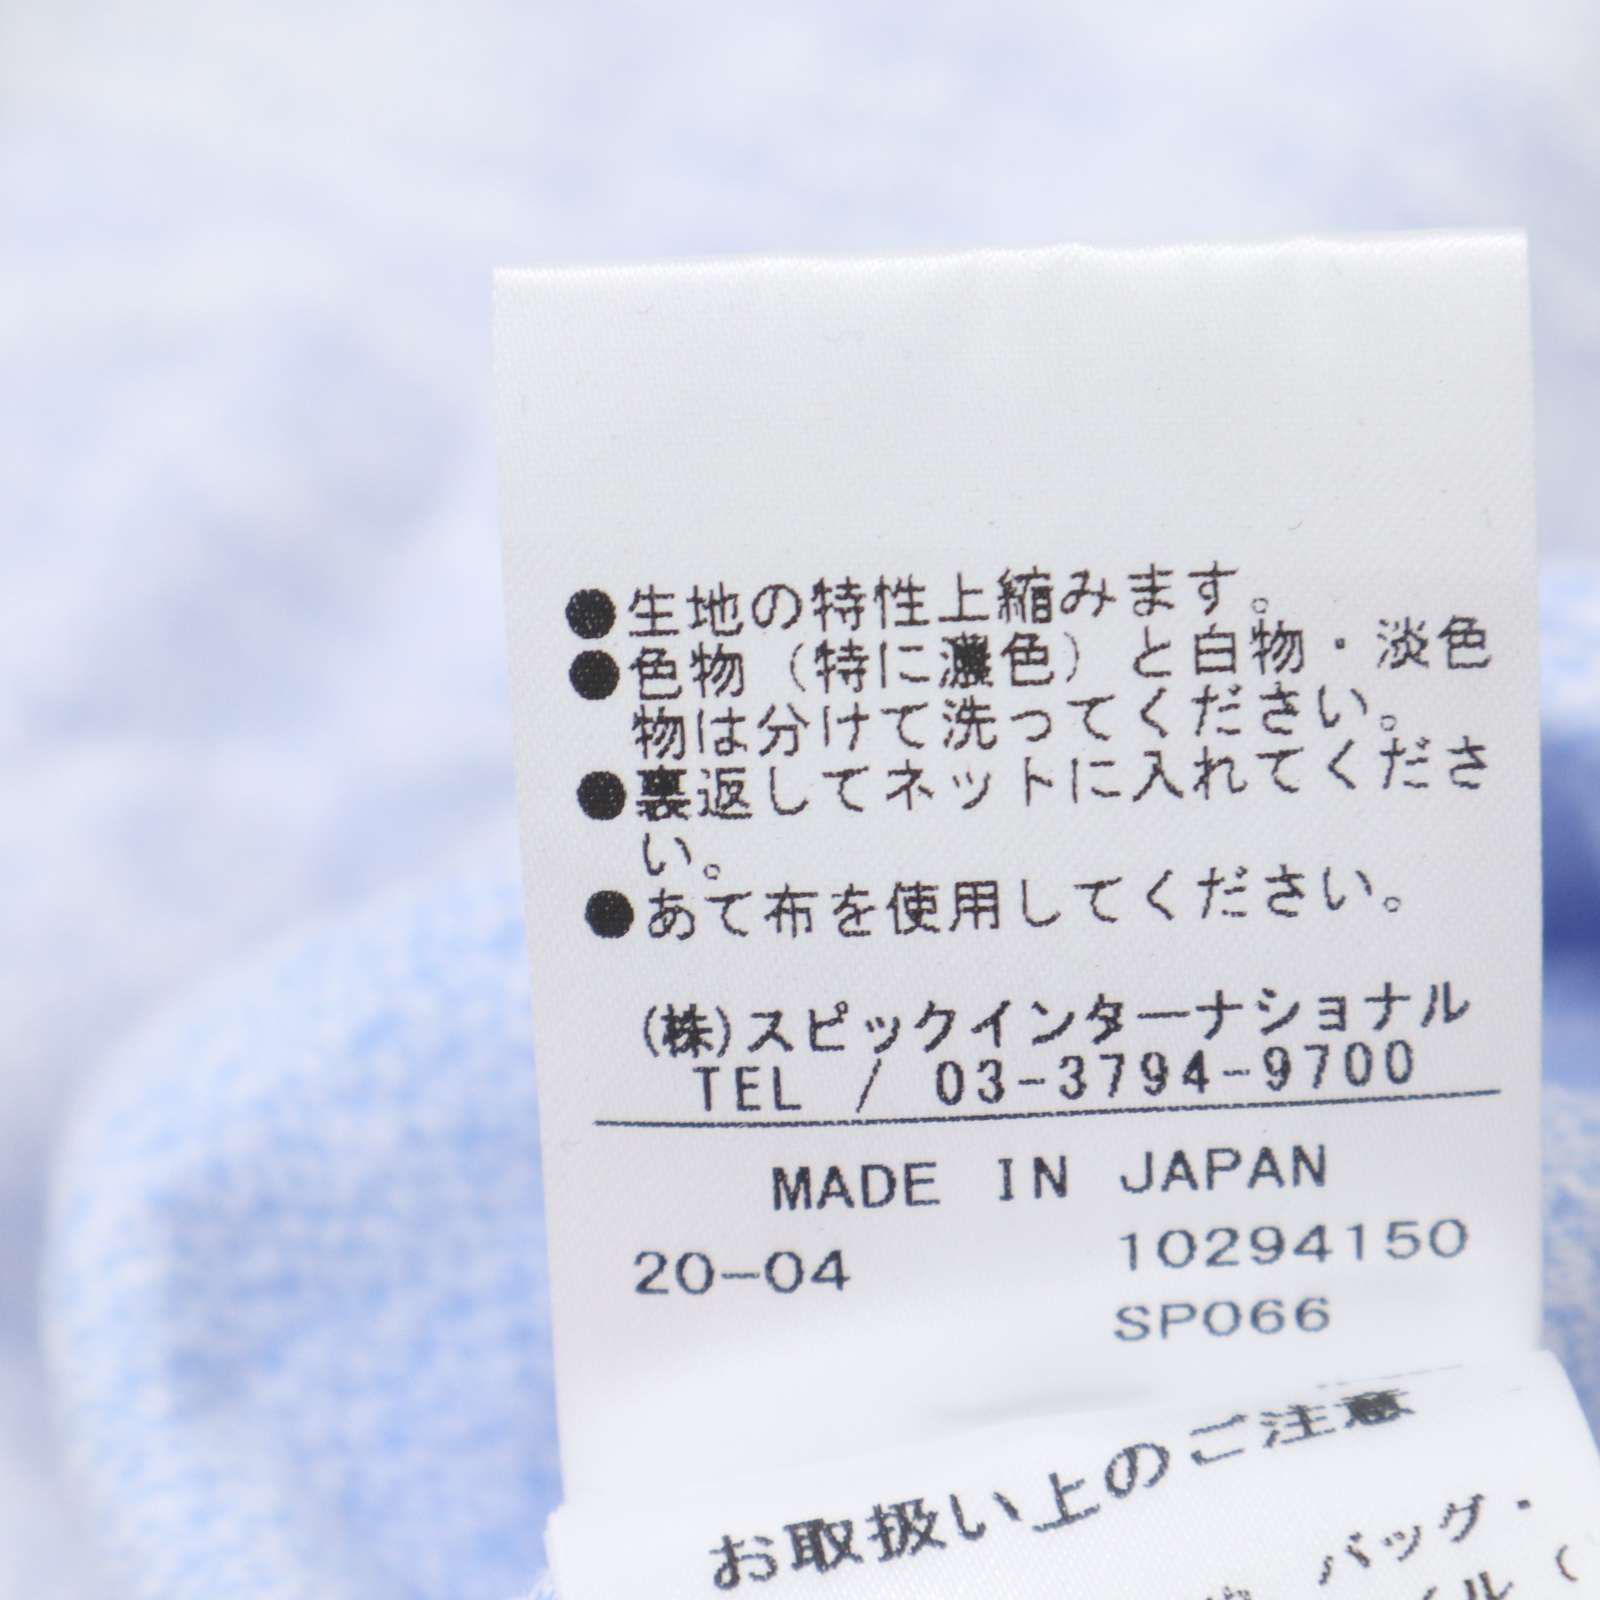 ●生地の特性上縮みます。
●色物（特に濃色）と白物・淡色
物は分けて洗ってください。
●裏返してネットに入れてくださ
い。
●あて布を使用してください。
(株)スピックインターナショナル
TEL / 03-3794-9700
MADE IN JAPAN
20-04 10294150
SP066
お取扱い上のご注意
バッグ・